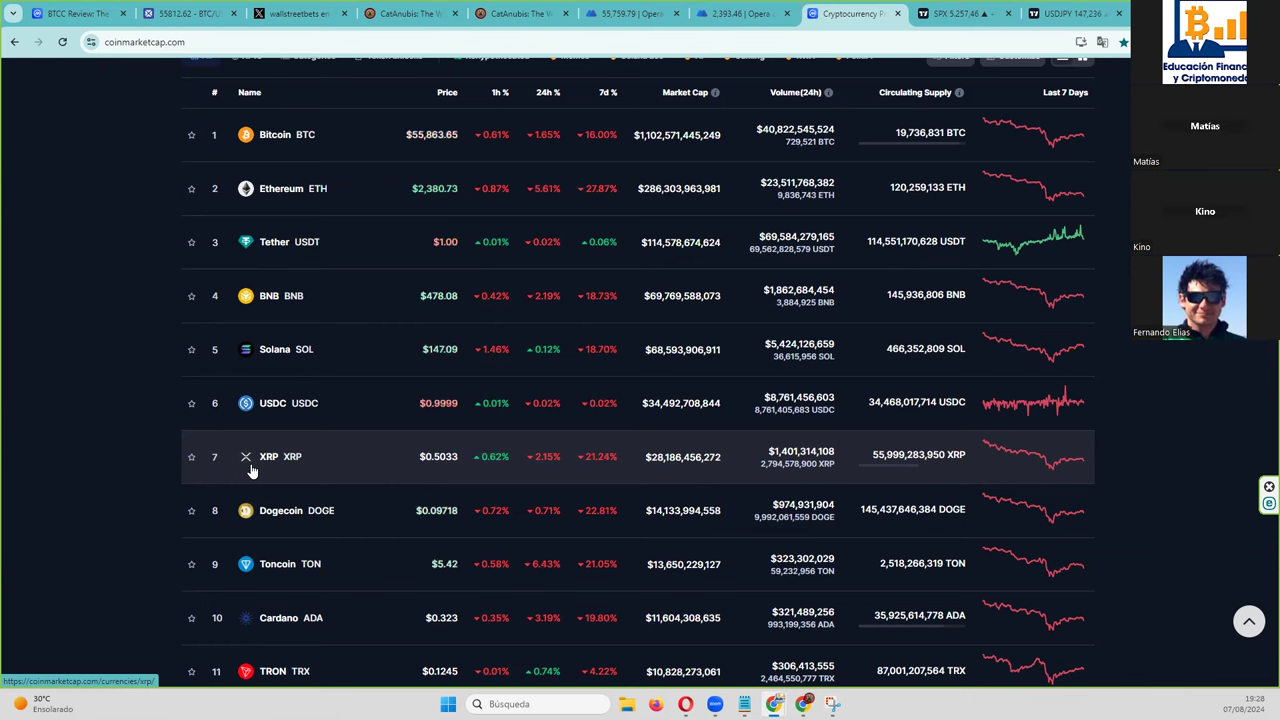 BTCC Review: The
55812.62 - BTC/U
wallstreetbets en
CatAnubis: The V
CatAnubis: The V
55,759.79 | Opera
2,393.46 | Opera c
Cryptocurrency P
SPX 5.257,46 ▲
USDJPY 147,236
coinmarketcap.com
# Name Price 1h % 24h % 7d % Market Cap Volume(24h) Circulating Supply Last 7 Days
1 Bitcoin BTC $55,863.65 ▼ 0.61% ▼ 1.65% ▼ 16.00% $1,102,571,445,249 $40,822,545,524 19,736,831 BTC
729,521 BTC
2 Ethereum ETH $2,380.73 ▼ 0.87% ▼ 5.61% ▼ 27.87% $286,303,963,981 $23,511,768,382 120,259,133 ETH
9,836,743 ETH
3 Tether USDT $1.00 ▲ 0.01% ▼ 0.02% ▲ 0.06% $114,578,674,624 $69,584,279,165 114,551,170,628 USDT
69,562,828,579 USDT
4 BNB BNB $478.08 ▼ 0.42% ▼ 2.19% ▼ 18.73% $69,769,588,073 $1,862,684,454 145,936,806 BNB
3,884,925 BNB
5 Solana SOL $147.09 ▼ 1.46% ▲ 0.12% ▼ 18.70% $68,593,906,911 $5,424,126,659 466,352,809 SOL
36,615,956 SOL
6 USDC USDC $0.9999 ▲ 0.01% ▼ 0.02% ▼ 0.02% $34,492,708,844 $8,761,456,603 34,468,017,714 USDC
8,761,405,683 USDC
7 XRP XRP $0.5033 ▲ 0.62% ▼ 2.15% ▼ 21.24% $28,186,456,272 $1,401,314,108 55,999,283,950 XRP
2,794,578,900 XRP
8 Dogecoin DOGE $0.09718 ▼ 0.72% ▼ 0.71% ▼ 22.81% $14,133,994,558 $974,931,904 145,437,646,384 DOGE
9,992,061,559 DOGE
9 Toncoin TON $5.42 ▼ 0.58% ▼ 6.43% ▼ 21.05% $13,650,229,127 $323,302,029 2,518,266,319 TON
59,232,956 TON
10 Cardano ADA $0.323 ▼ 0.35% ▼ 3.19% ▼ 19.80% $11,604,308,635 $321,489,256 35,925,614,778 ADA
993,199,356 ADA
11 TRON TRX $0.1245 ▼ 0.01% ▲ 0.74% ▼ 4.22% $10,828,273,061 $306,413,555 87,001,207,564 TRX
2,464,550,777 TRX
https://coinmarketcap.com/currencies/xrp/
Educación Financ
y Criptomoneda
Matías
Matías
Kino
Kino
Fernando Elias
30°C
Ensolarado
Búsqueda
19:28
07/08/2024